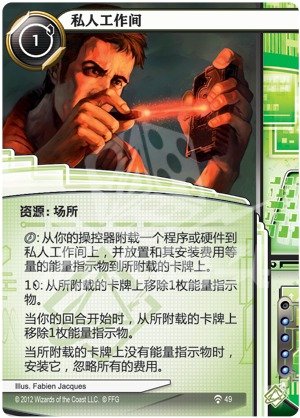 1
私人工作间
资源: 场所
: 从你的操控器附载一个程序或硬件到
私人工作间上，并放置和其安装费用等
量的能量指示物到所附载的卡牌上。
1: 从所附载的卡牌上移除1枚能量指
示物。
当你的回合开始时，从所附载的卡牌上
移除1枚能量指示物。
当所附载的卡牌上没有能量指示物时，
安装它，忽略所有的费用。
Illus. Fabien Jacques
© 2012 Wizards of the Coast LLC. © FFG
49